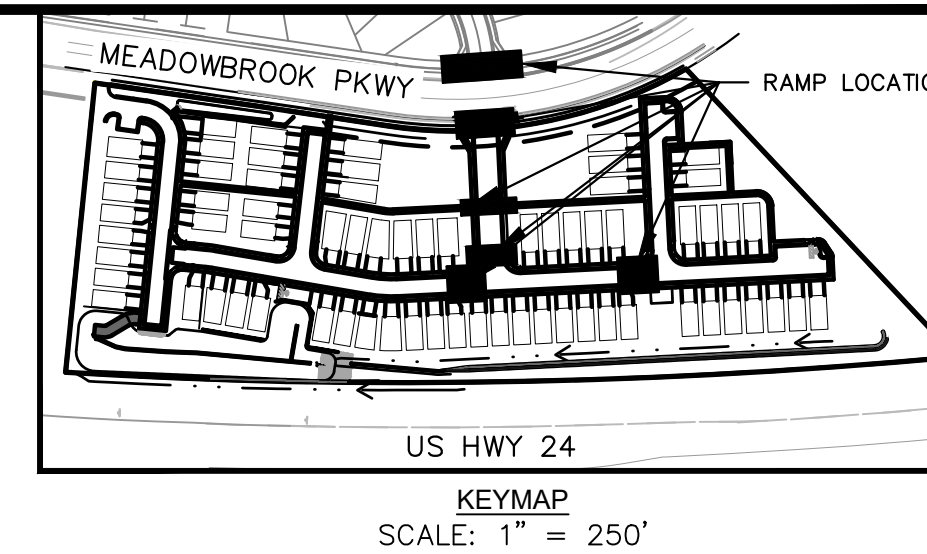 MEADOWBROOK PKWY
RAMP LOCATIO
US HWY 24
KEYMAP
SCALE: 1" = 250'